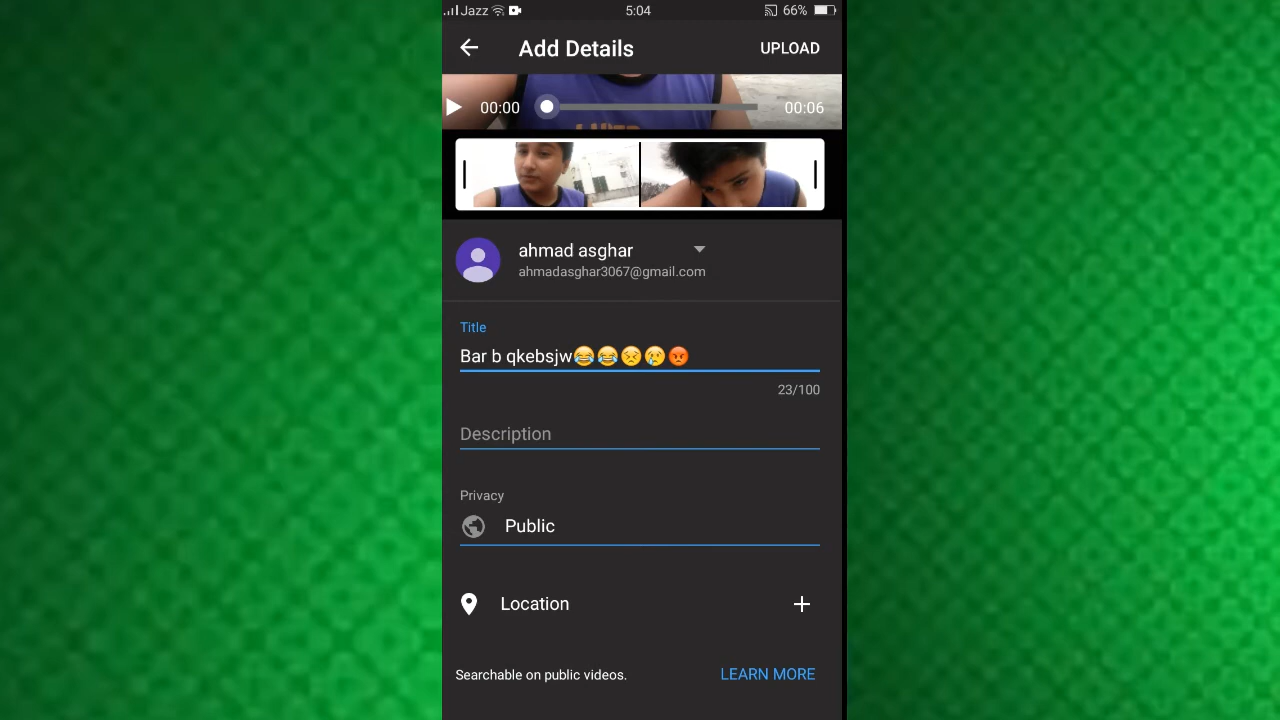 Jazz 5:04 66%
Add Details UPLOAD
00:00 00:06
ahmad asghar
ahmadasghar3067@gmail.com
Title
Bar b qkebsjw😂😂😣😢😡
23/100
Description
Privacy
Public
Location +
Searchable on public videos. LEARN MORE